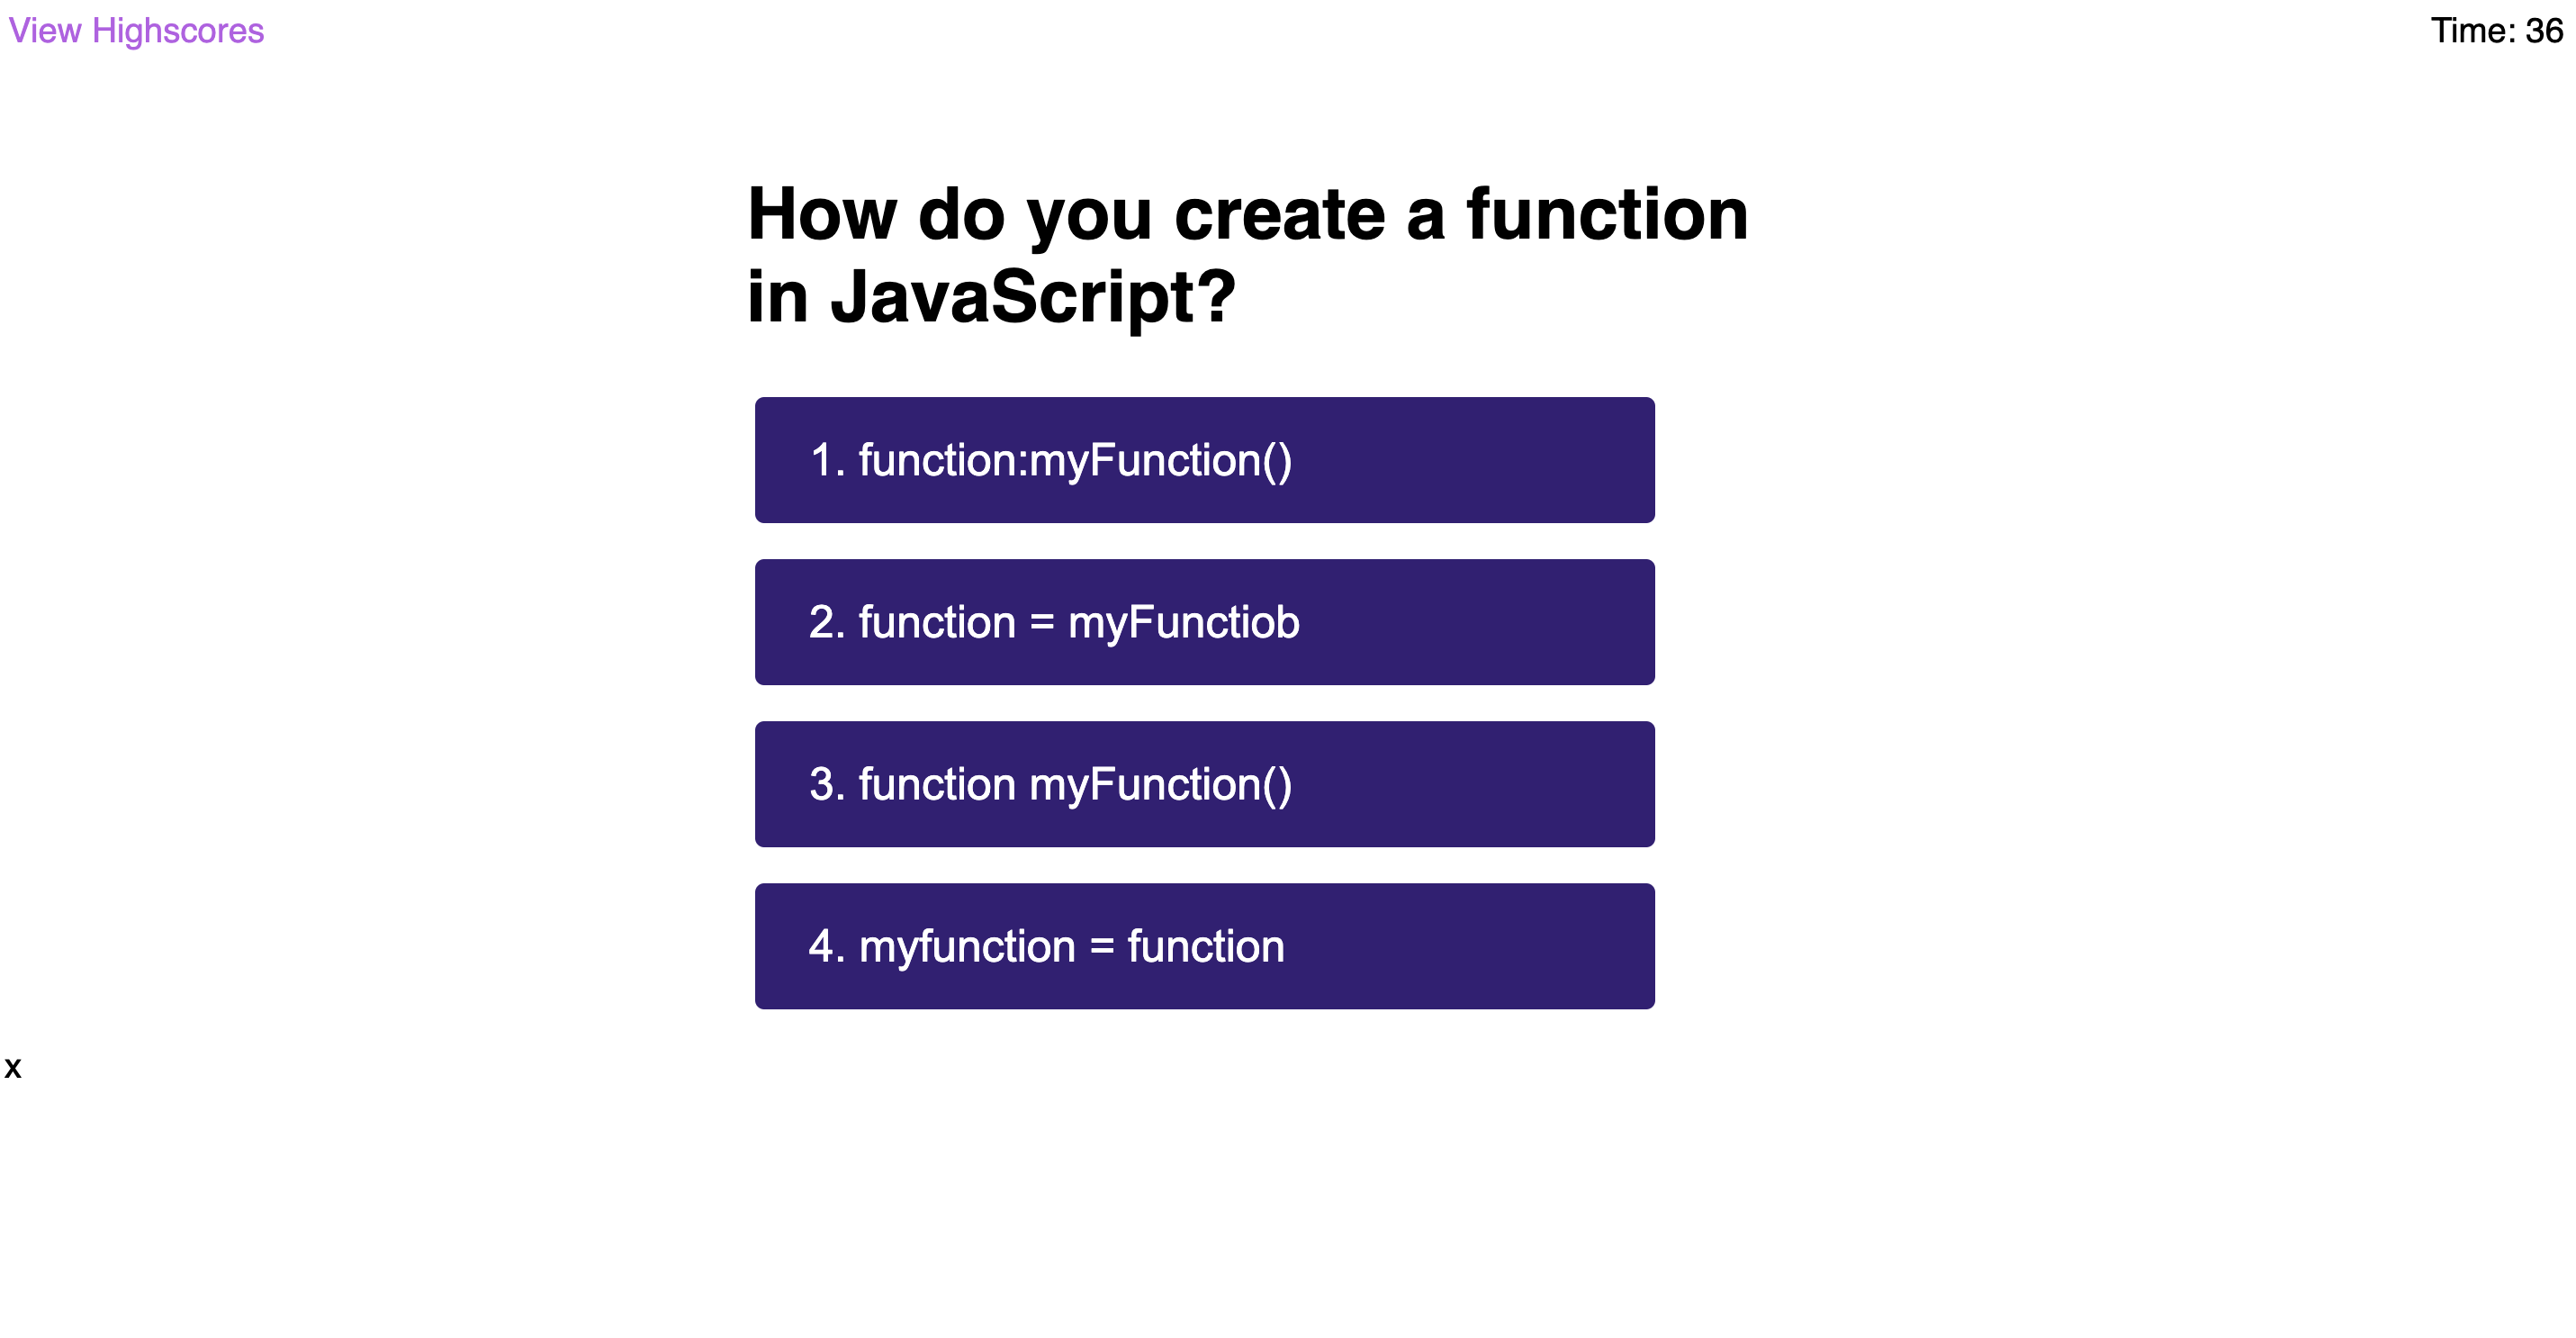 View Highscores
Time: 36
How do you create a function
in JavaScript?
1. function:myFunction()
2. function = myFunctiob
3. function myFunction()
4. myfunction = function
x